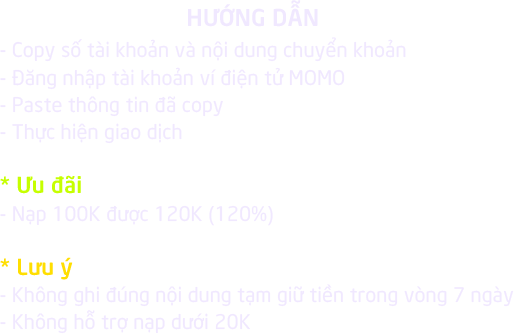 HƯỚNG DẪN
- Copy số tài khoản và nội dung chuyển khoản
- Đăng nhập tài khoản ví điện tử MOMO
- Paste thông tin đã copy
- Thực hiện giao dịch
* Ưu đãi
- Nạp 100K được 120K (120%)
* Lưu ý
- Không ghi đúng nội dung tạm giữ tiền trong vòng 7 ngày
- Không hỗ trợ nạp dưới 20K